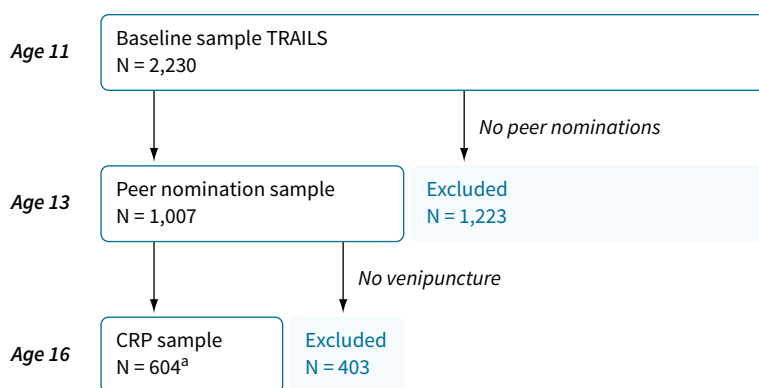 Age 11
Baseline sample TRAILS
N = 2,230
No peer nominations
Age 13
Peer nomination sample
N = 1,007
Excluded
N = 1,223
No venipuncture
Age 16
CRP sample
N = 604ᵃ
Excluded
N = 403